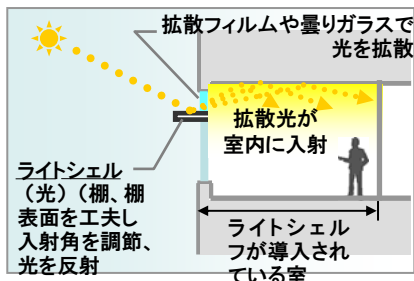 拡散フィルムや曇りガラスで
光を拡散
拡散光が
室内に入射
ライトシェル
（光）（棚、棚
表面を工夫し
入射角を調節、
光を反射
ライトシェル
フが導入され
ている室